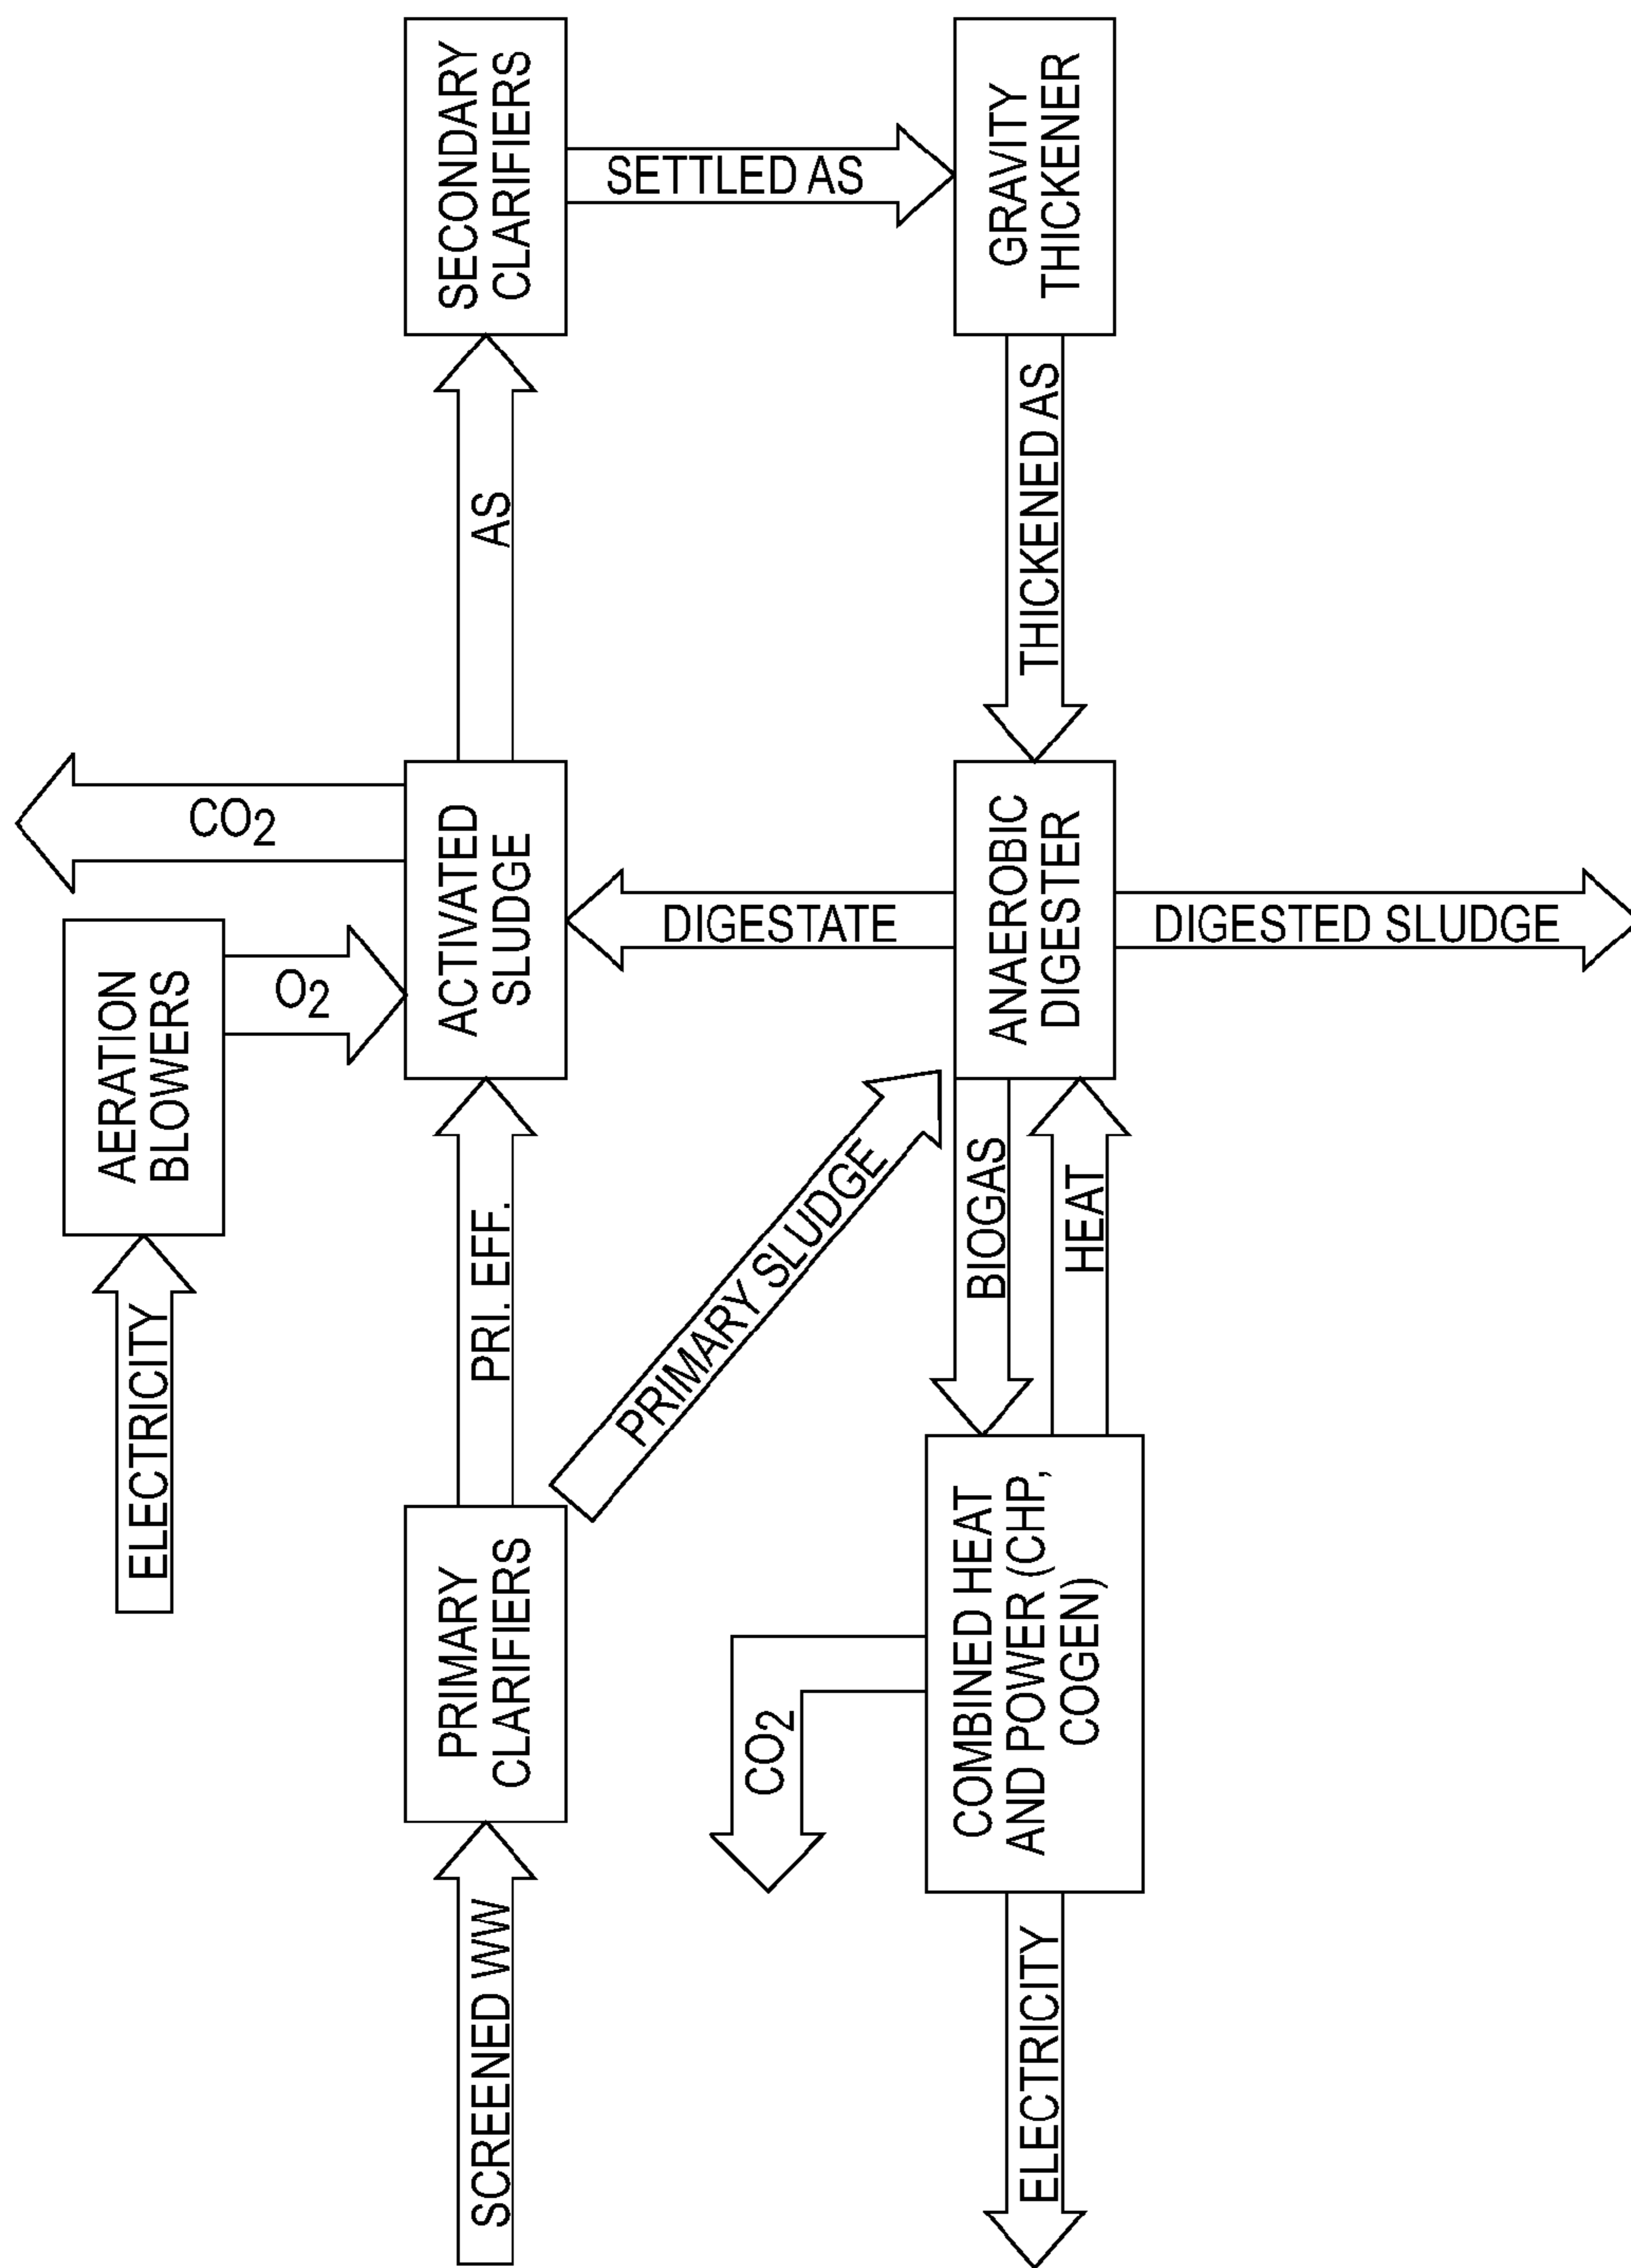 ELECTRICITY
AERATION
BLOWERS
O2
CO2
SCREENED WW
PRIMARY
CLARIFIERS
PRI. EFF.
ACTIVATED
SLUDGE
AS
SECONDARY
CLARIFIERS
PRIMARY SLUDGE
DIGESTATE
SETTLED AS
CO2
ELECTRICITY
COMBINED HEAT
AND POWER (CHP,
COGEN)
BIOGAS
HEAT
ANAEROBIC
DIGESTER
THICKENED AS
GRAVITY
THICKENER
DIGESTED SLUDGE